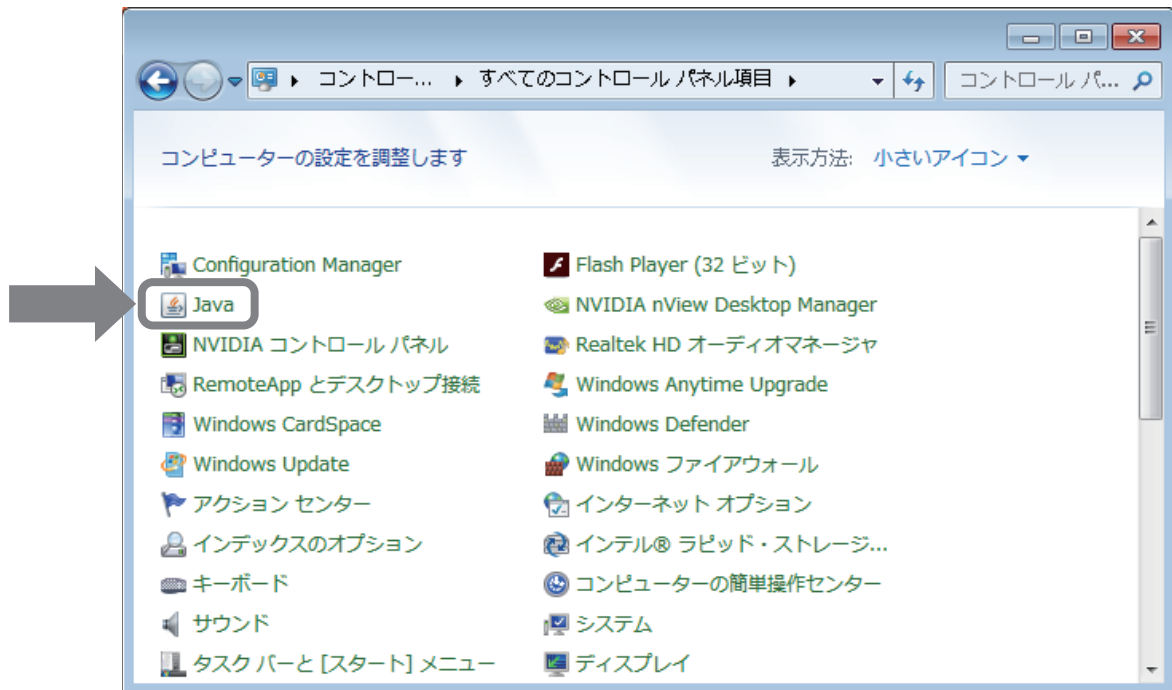 コントロー... すべてのコントロール パネル項目 コントロール パ...
コンピューターの設定を調整します 表示方法: 小さいアイコン
Configuration Manager Flash Player (32 ビット)
Java NVIDIA nView Desktop Manager
NVIDIA コントロール パネル Realtek HD オーディオマネージャ
RemoteApp とデスクトップ接続 Windows Anytime Upgrade
Windows CardSpace Windows Defender
Windows Update Windows ファイアウォール
アクション センター インターネット オプション
インデックスのオプション インテル® ラピッド・ストレージ...
キーボード コンピューターの簡単操作センター
サウンド システム
タスク バーと [スタート] メニュー ディスプレイ